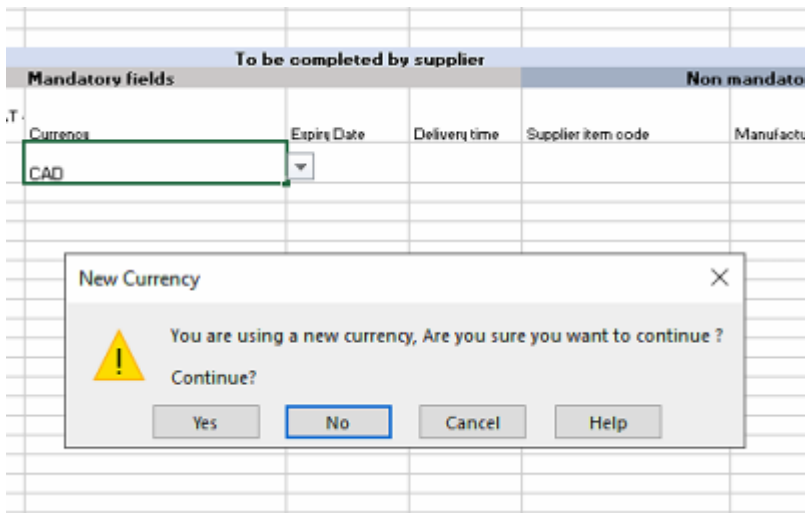 To be completed by supplier
Mandatory fields Non mandato
.T Currency Expiry Date Delivery time Supplier item code Manufactu
CAD
New Currency
You are using a new currency, Are you sure you want to continue ?
Continue?
Yes No Cancel Help